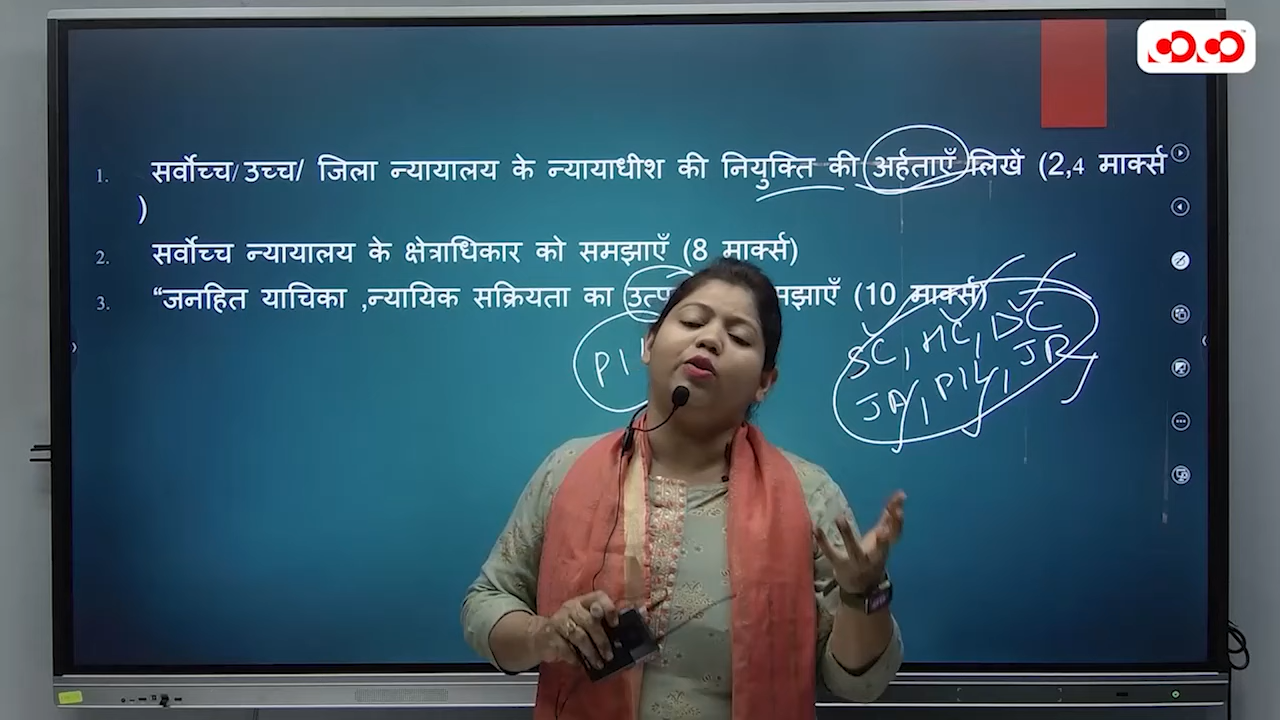 1. सर्वोच्च/उच्च/ जिला न्यायालय के न्यायाधीश की नियुक्ति की अर्हताएँ लिखें (2,4 मार्क्स
)
2. सर्वोच्च न्यायालय के क्षेत्राधिकार को समझाएँ (8 मार्क्स)
3. “जनहित याचिका ,न्यायिक सक्रियता का (10 मार्क्स)
SC, HC, DC
JA, PIL, JR